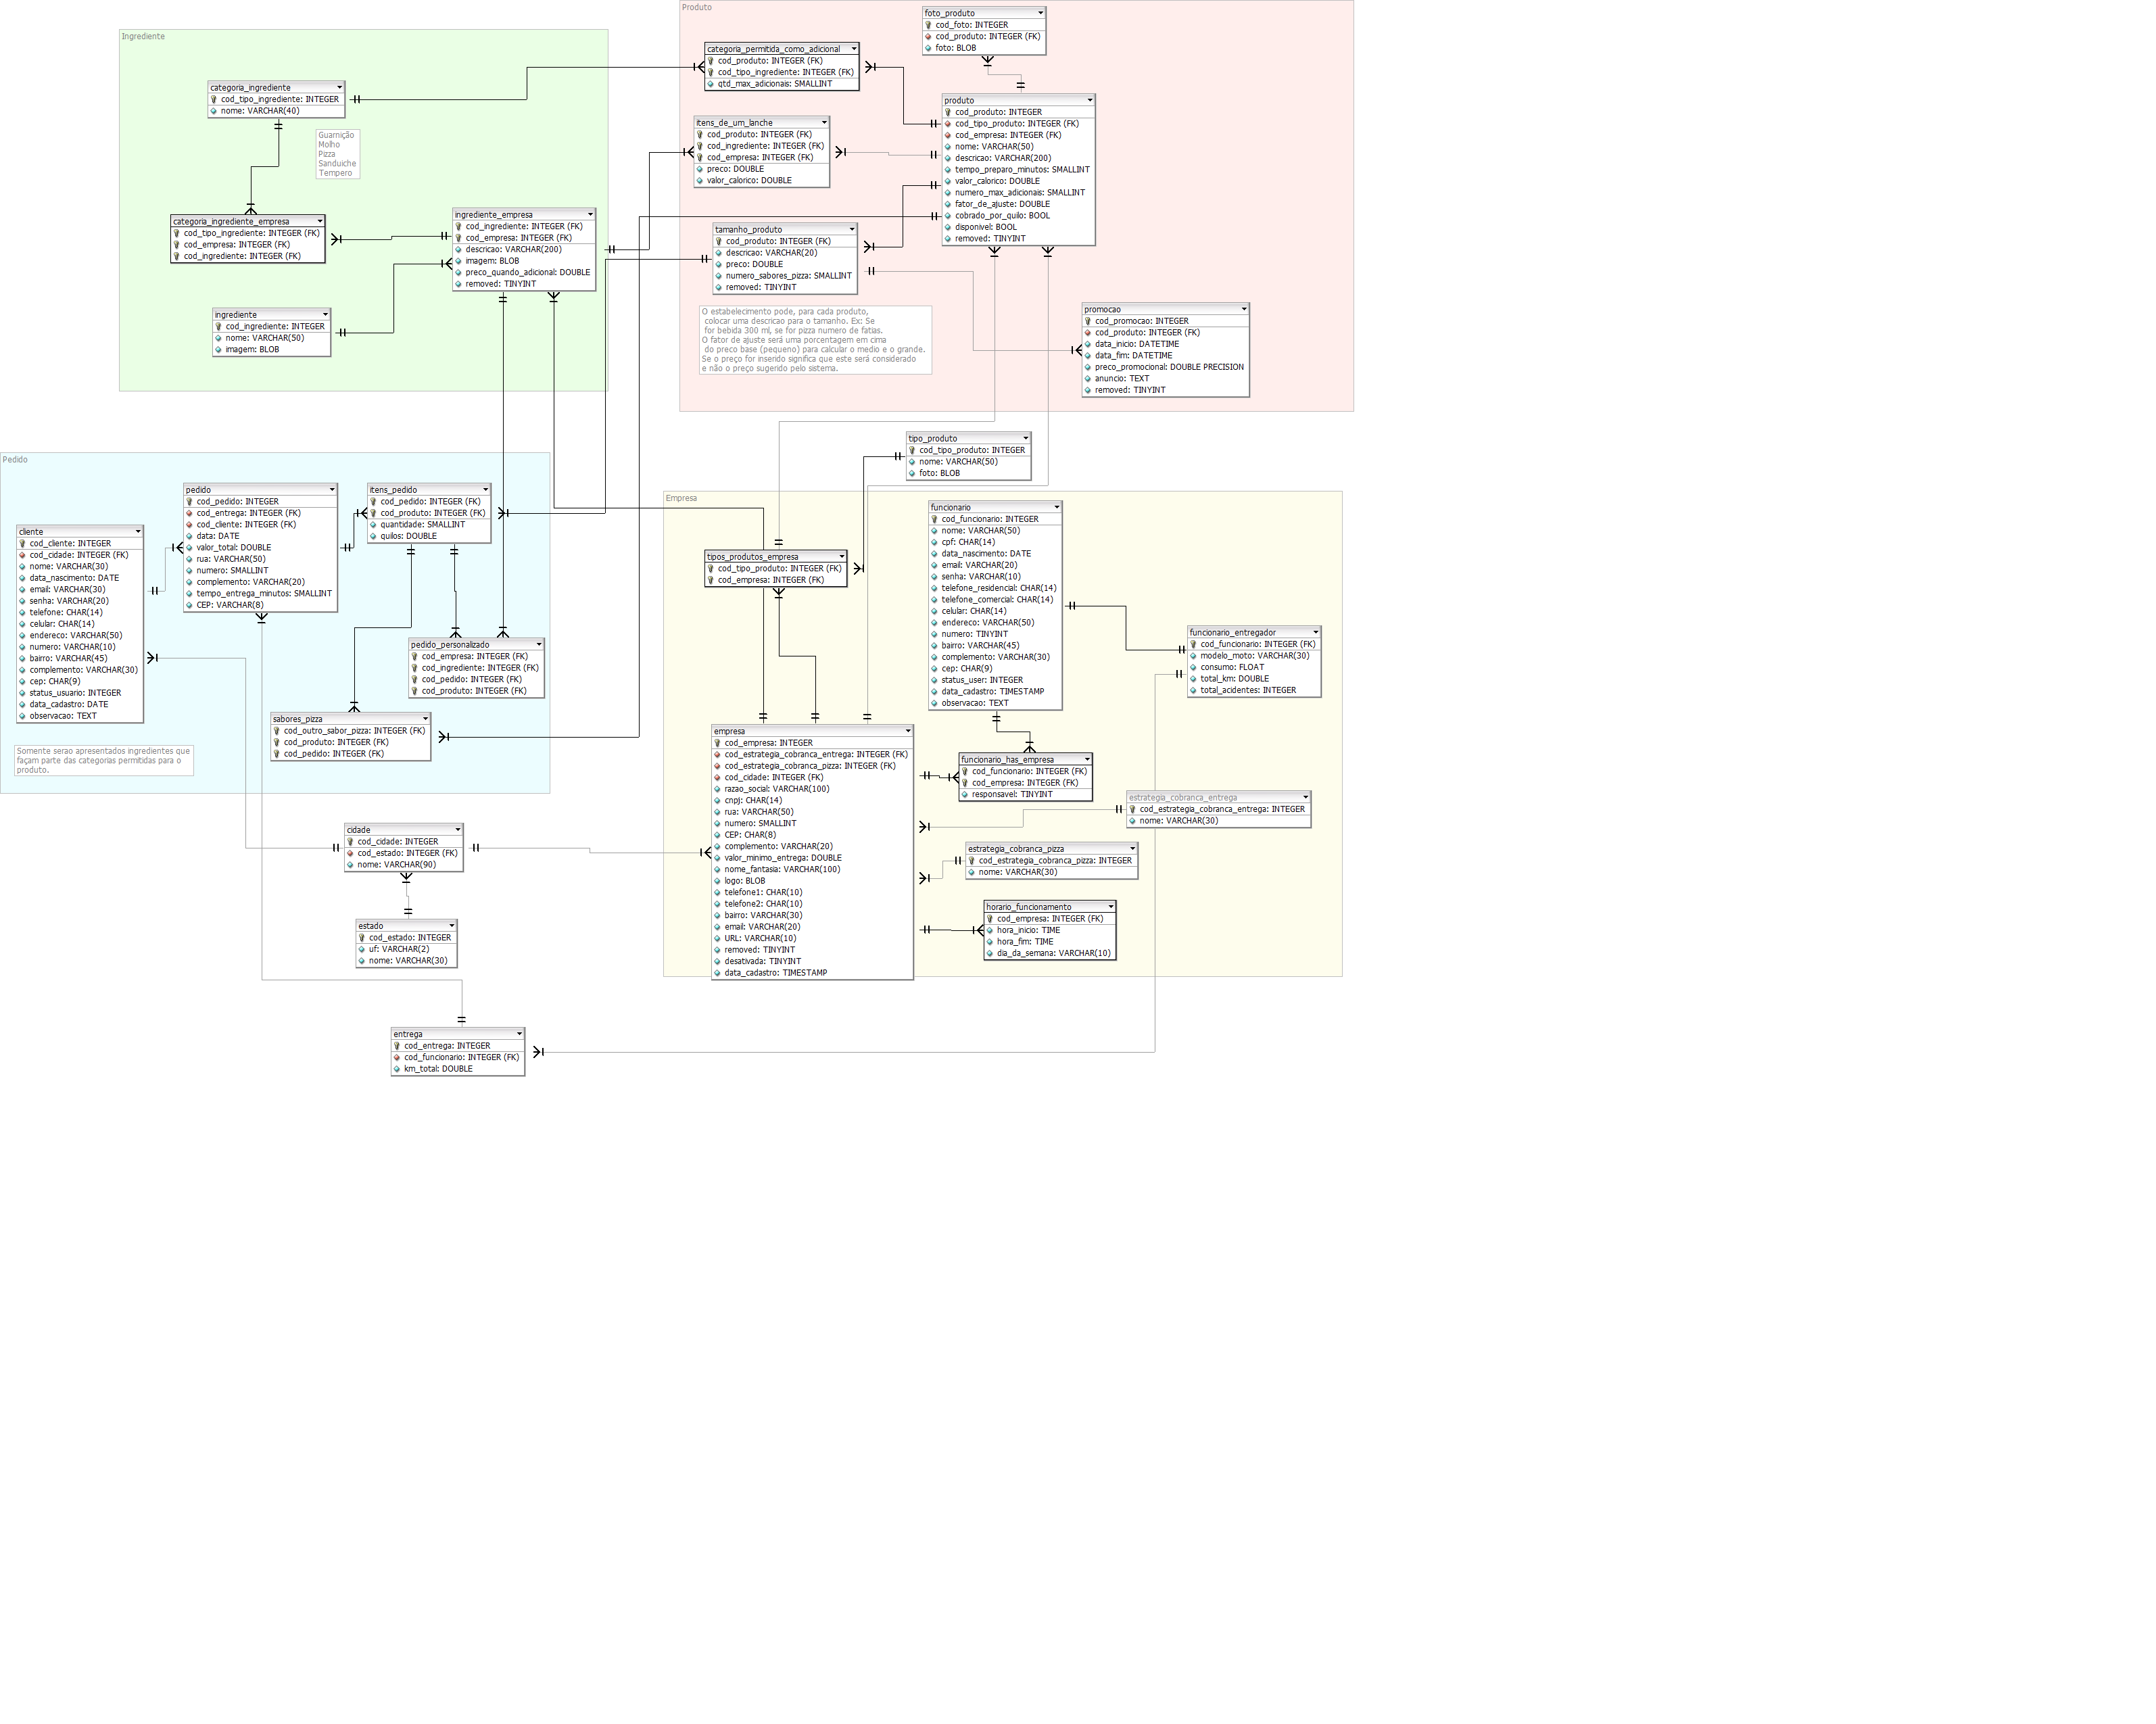 Ingrediente
categoria_ingrediente
cod_tipo_ingrediente: INTEGER
nome: VARCHAR(40)
Guarnição
Molho
Pizza
Sanduiche
Tempero
categoria_ingrediente_empresa
cod_tipo_ingrediente: INTEGER (FK)
cod_empresa: INTEGER (FK)
cod_ingrediente: INTEGER (FK)
ingrediente_empresa
cod_ingrediente: INTEGER (FK)
cod_empresa: INTEGER (FK)
descricao: VARCHAR(200)
imagem: BLOB
preco_quando_adicional: DOUBLE
removed: TINYINT
ingrediente
cod_ingrediente: INTEGER
nome: VARCHAR(50)
imagem: BLOB
Produto
foto_produto
cod_foto: INTEGER
cod_produto: INTEGER (FK)
foto: BLOB
categoria_permitida_como_adicional
cod_produto: INTEGER (FK)
cod_tipo_ingrediente: INTEGER (FK)
qtd_max_adicionais: SMALLINT
produto
cod_produto: INTEGER
cod_tipo_produto: INTEGER (FK)
cod_empresa: INTEGER (FK)
nome: VARCHAR(50)
descricao: VARCHAR(200)
tempo_preparo_minutos: SMALLINT
valor_calorico: DOUBLE
numero_max_adicionais: SMALLINT
fator_de_ajuste: DOUBLE
cobrado_por_quilo: BOOL
disponivel: BOOL
removed: TINYINT
itens_de_um_lanche
cod_produto: INTEGER (FK)
cod_ingrediente: INTEGER (FK)
cod_empresa: INTEGER (FK)
preco: DOUBLE
valor_calorico: DOUBLE
tamanho_produto
cod_produto: INTEGER (FK)
descricao: VARCHAR(20)
preco: DOUBLE
numero_sabores_pizza: SMALLINT
removed: TINYINT
O estabelecimento pode, para cada produto,
colocar uma descricao para o tamanho. Ex: Se
for bebida 300 ml, se for pizza numero de fatias.
O fator de ajuste será uma porcentagem em cima
do preco base (pequeno) para calcular o medio e o grande.
Se o preço for inserido significa que este será considerado
e não o preço sugerido pelo sistema.
promocao
cod_promocao: INTEGER
cod_produto: INTEGER (FK)
data_inicio: DATETIME
data_fim: DATETIME
preco_promocional: DOUBLE PRECISION
anuncio: TEXT
removed: TINYINT
tipo_produto
cod_tipo_produto: INTEGER
nome: VARCHAR(50)
foto: BLOB
Pedido
pedido
cod_pedido: INTEGER
cod_entrega: INTEGER (FK)
cod_cliente: INTEGER (FK)
data: DATE
valor_total: DOUBLE
rua: VARCHAR(50)
numero: SMALLINT
complemento: VARCHAR(20)
tempo_entrega_minutos: SMALLINT
CEP: VARCHAR(8)
itens_pedido
cod_pedido: INTEGER (FK)
cod_produto: INTEGER (FK)
quantidade: SMALLINT
quilos: DOUBLE
cliente
cod_cliente: INTEGER
cod_cidade: INTEGER (FK)
nome: VARCHAR(30)
data_nascimento: DATE
email: VARCHAR(30)
senha: VARCHAR(20)
telefone: CHAR(14)
celular: CHAR(14)
endereco: VARCHAR(50)
numero: VARCHAR(10)
bairro: VARCHAR(45)
complemento: VARCHAR(30)
cep: CHAR(9)
status_usuario: INTEGER
data_cadastro: DATE
observacao: TEXT
pedido_personalizado
cod_empresa: INTEGER (FK)
cod_ingrediente: INTEGER (FK)
cod_pedido: INTEGER (FK)
cod_produto: INTEGER (FK)
sabores_pizza
cod_outro_sabor_pizza: INTEGER (FK)
cod_produto: INTEGER (FK)
cod_pedido: INTEGER (FK)
Somente serao apresentados ingredientes que
façam parte das categorias permitidas para o
produto.
Empresa
funcionario
cod_funcionario: INTEGER
nome: VARCHAR(50)
cpf: CHAR(14)
data_nascimento: DATE
email: VARCHAR(20)
senha: VARCHAR(10)
telefone_residencial: CHAR(14)
telefone_comercial: CHAR(14)
celular: CHAR(14)
endereco: VARCHAR(50)
numero: TINYINT
bairro: VARCHAR(45)
complemento: VARCHAR(30)
cep: CHAR(9)
status_user: INTEGER
data_cadastro: TIMESTAMP
observacao: TEXT
tipos_produtos_empresa
cod_tipo_produto: INTEGER (FK)
cod_empresa: INTEGER (FK)
funcionario_entregador
cod_funcionario: INTEGER (FK)
modelo_moto: VARCHAR(30)
consumo: FLOAT
total_km: DOUBLE
total_acidentes: INTEGER
empresa
cod_empresa: INTEGER
cod_estrategia_cobranca_entrega: INTEGER (FK)
cod_estrategia_cobranca_pizza: INTEGER (FK)
cod_cidade: INTEGER (FK)
razao_social: VARCHAR(100)
cnpj: CHAR(14)
rua: VARCHAR(50)
numero: SMALLINT
CEP: CHAR(8)
complemento: VARCHAR(20)
valor_minimo_entrega: DOUBLE
nome_fantasia: VARCHAR(100)
logo: BLOB
telefone1: CHAR(10)
telefone2: CHAR(10)
bairro: VARCHAR(30)
email: VARCHAR(20)
URL: VARCHAR(10)
removed: TINYINT
desativada: TINYINT
data_cadastro: TIMESTAMP
funcionario_has_empresa
cod_funcionario: INTEGER (FK)
cod_empresa: INTEGER (FK)
responsavel: TINYINT
estrategia_cobranca_entrega
cod_estrategia_cobranca_entrega: INTEGER
nome: VARCHAR(30)
estrategia_cobranca_pizza
cod_estrategia_cobranca_pizza: INTEGER
nome: VARCHAR(30)
horario_funcionamento
cod_empresa: INTEGER (FK)
hora_inicio: TIME
hora_fim: TIME
dia_da_semana: VARCHAR(10)
cidade
cod_cidade: INTEGER
cod_estado: INTEGER (FK)
nome: VARCHAR(90)
estado
cod_estado: INTEGER
uf: VARCHAR(2)
nome: VARCHAR(30)
entrega
cod_entrega: INTEGER
cod_funcionario: INTEGER (FK)
km_total: DOUBLE